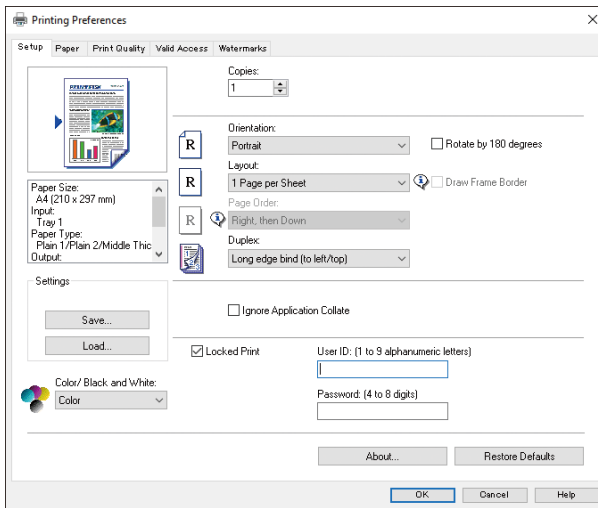 Printing Preferences
Setup Paper Print Quality Valid Access Watermarks
Copies:
1
Orientation:
R Portrait Rotate by 180 degrees
Layout:
R 1 Page per Sheet Draw Frame Border
Page Order:
R Right, then Down
Duplex:
Long edge bind (to left/top)
Paper Size:
A4 (210 x 297 mm)
Input:
Tray 1
Paper Type:
Plain 1/Plain 2/Middle Thic
Output:
Settings
Save...
Load...
Ignore Application Collate
Locked Print
User ID: (1 to 9 alphanumeric letters)
Password: (4 to 8 digits)
Color/ Black and White:
Color
About... Restore Defaults
OK Cancel Help